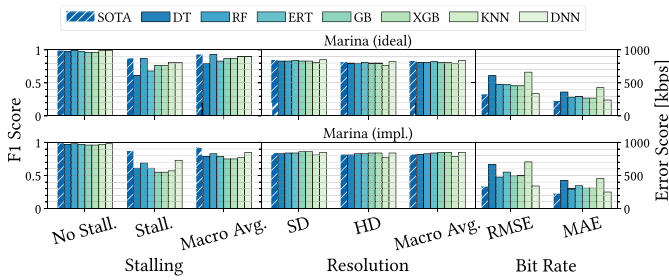 SOTA DT RF ERT GB XGB KNN DNN
Marina (ideal)
1
0.5
0
1000
500
0
Marina (impl.)
1
0.5
0
1000
500
0
F1 Score
Error Score [kbps]
No Stall. Stall. Macro Avg. SD HD Macro Avg. RMSE MAE
Stalling Resolution Bit Rate